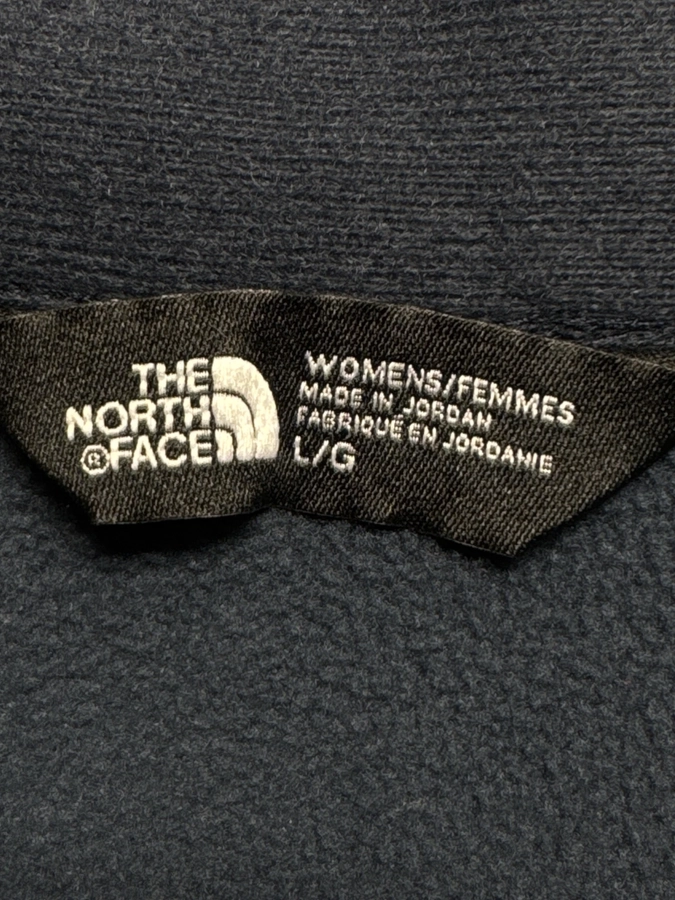 THE
NORTH
®FACE
WOMENS/FEMMES
MADE IN JORDAN
FABRIQUÉ EN JORDANIE
L/G